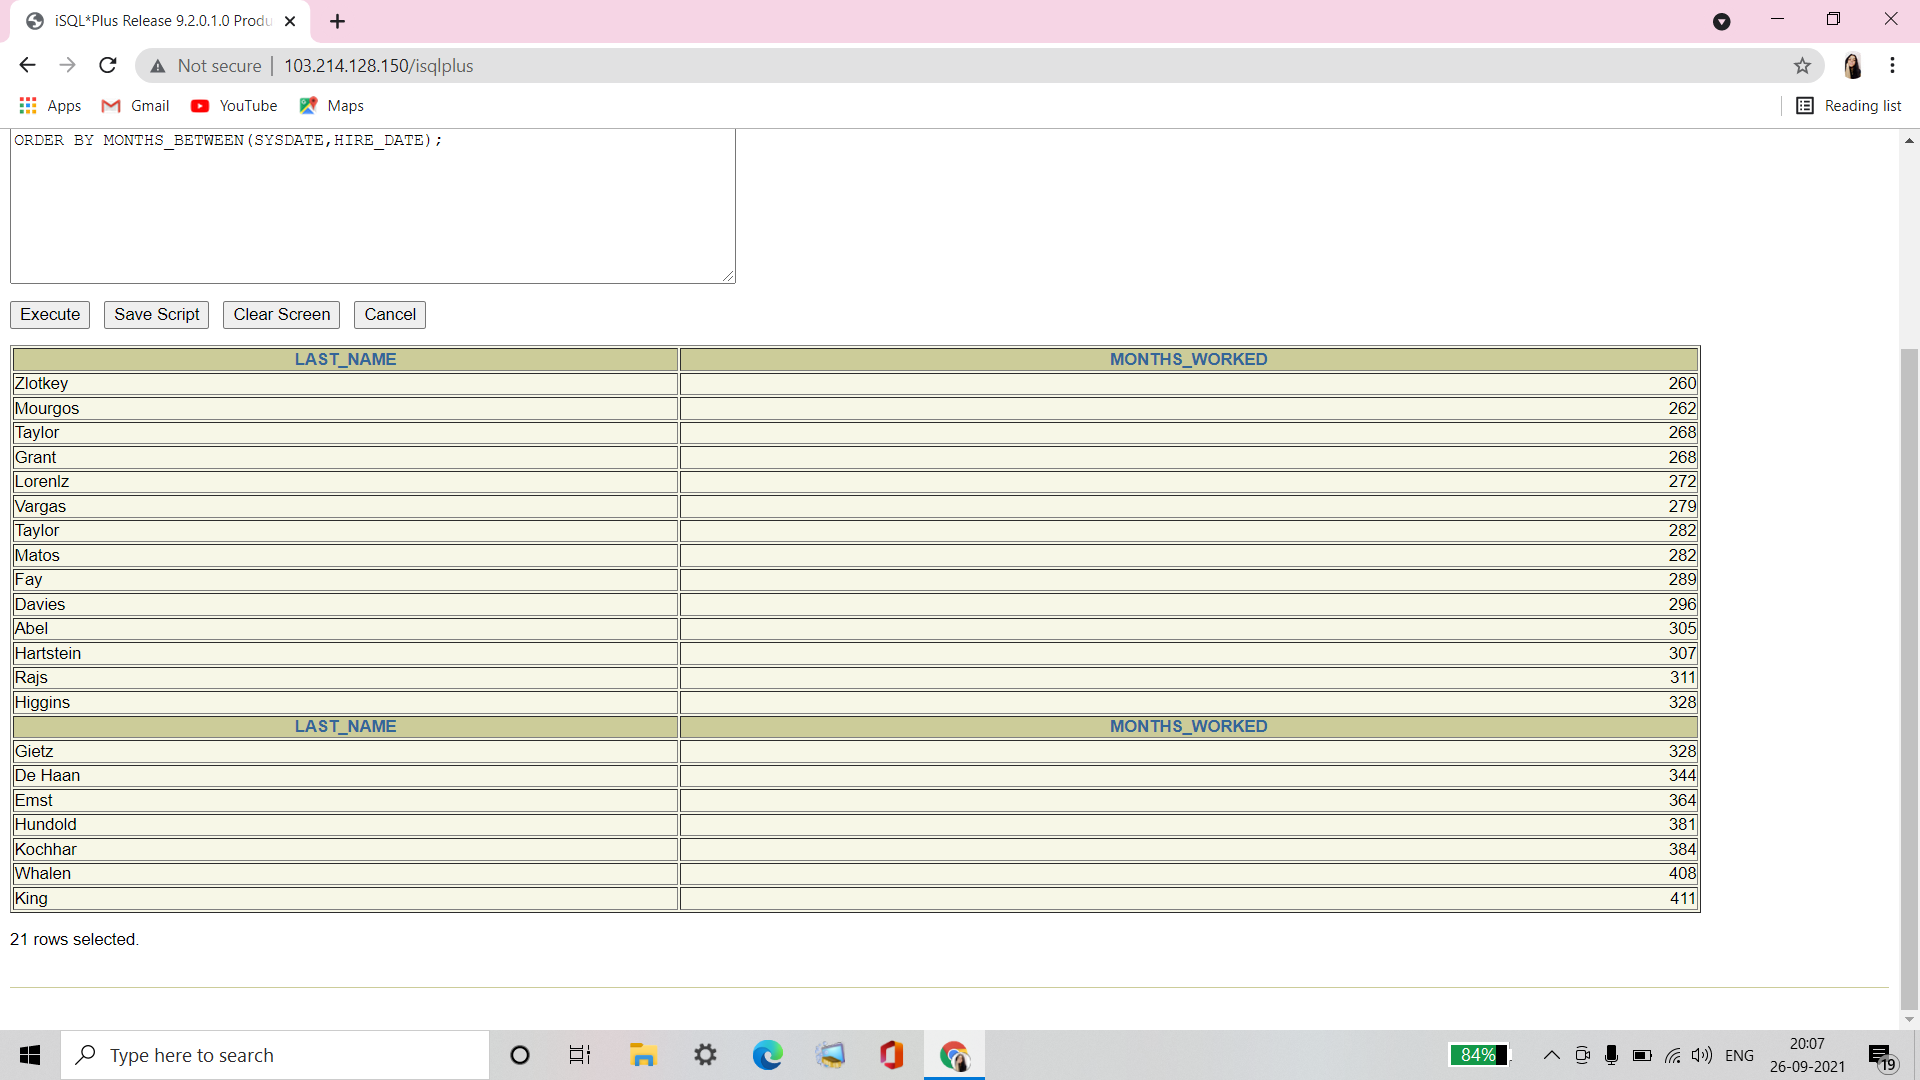 iSQL*Plus Release 9.2.0.1.0 Produ
Not secure | 103.214.128.150/isqlplus
Apps Gmail YouTube Maps Reading list
ORDER BY MONTHS_BETWEEN(SYSDATE,HIRE_DATE);
Execute Save Script Clear Screen Cancel
LAST_NAME MONTHS_WORKED
Zlotkey 260
Mourgos 262
Taylor 268
Grant 268
Lorenlz 272
Vargas 279
Taylor 282
Matos 282
Fay 289
Davies 296
Abel 305
Hartstein 307
Rajs 311
Higgins 328
LAST_NAME MONTHS_WORKED
Gietz 328
De Haan 344
Ernst 364
Hundold 381
Kochhar 384
Whalen 408
King 411
21 rows selected.
Type here to search
84%
ENG
20:07
26-09-2021
19